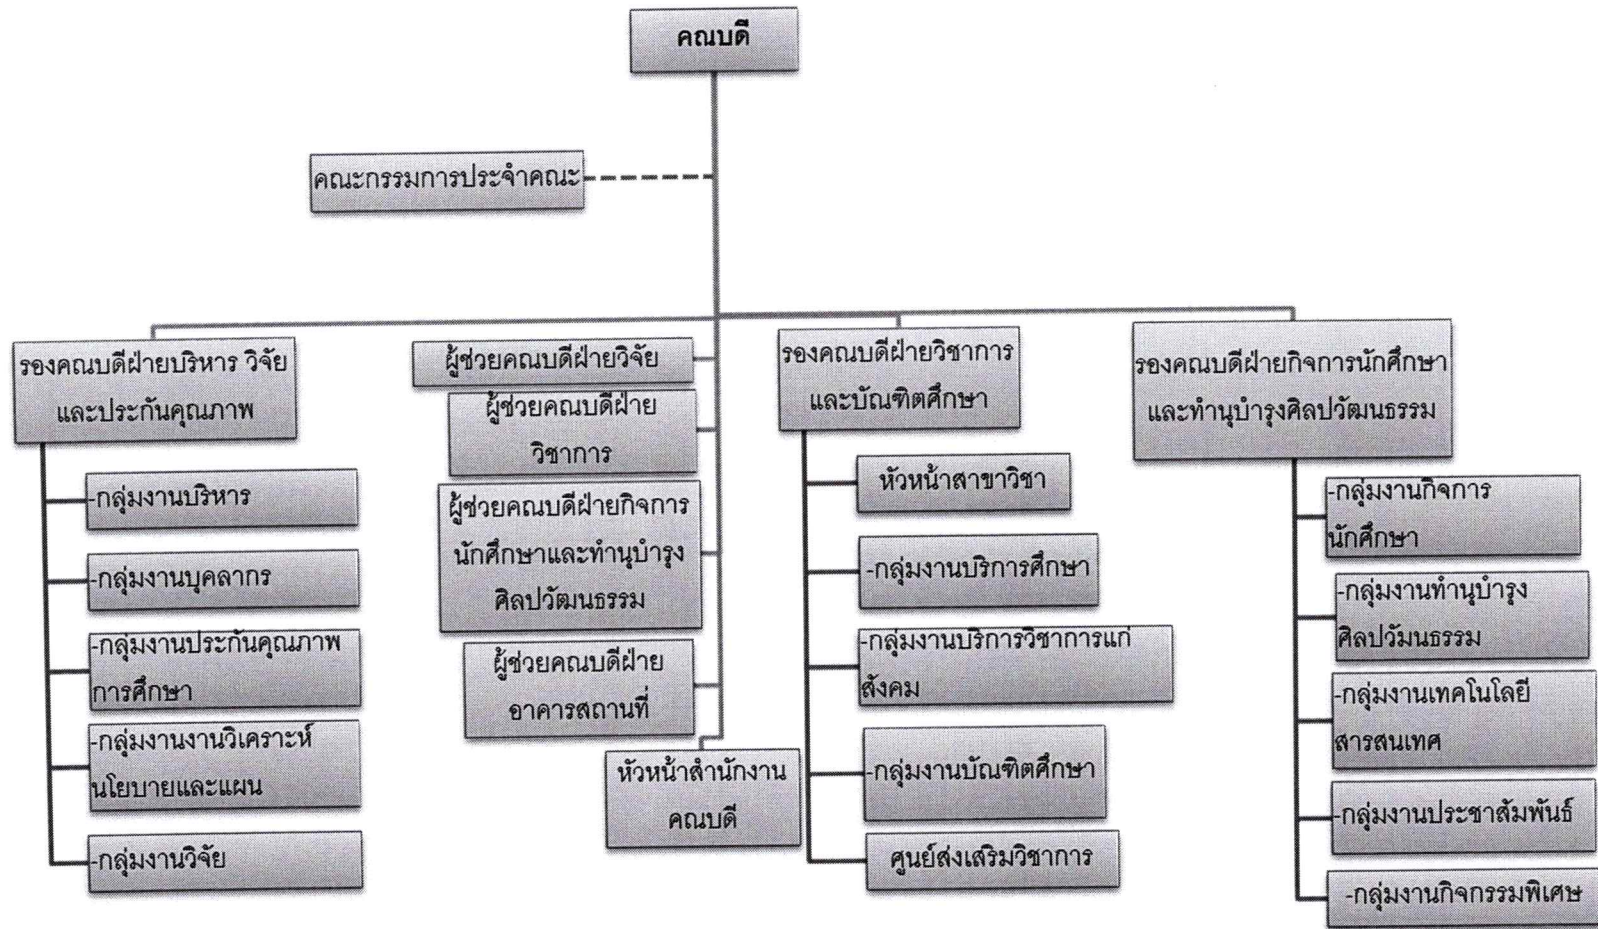 คณบดี
คณะกรรมการประจำคณะ
รองคณบดีฝ่ายบริหาร วิจัย
และประกันคุณภาพ
-กลุ่มงานบริหาร
-กลุ่มงานบุคลากร
-กลุ่มงานประกันคุณภาพ
การศึกษา
-กลุ่มงานงานวิเคราะห์
นโยบายและแผน
-กลุ่มงานวิจัย
ผู้ช่วยคณบดีฝ่ายวิจัย
ผู้ช่วยคณบดีฝ่าย
วิชาการ
ผู้ช่วยคณบดีฝ่ายกิจการ
นักศึกษาและทำนุบำรุง
ศิลปวัฒนธรรม
ผู้ช่วยคณบดีฝ่าย
อาคารสถานที่
หัวหน้าสำนักงาน
คณบดี
รองคณบดีฝ่ายวิชาการ
และบัณฑิตศึกษา
หัวหน้าสาขาวิชา
-กลุ่มงานบริการศึกษา
-กลุ่มงานบริการวิชาการแก่
สังคม
-กลุ่มงานบัณฑิตศึกษา
ศูนย์ส่งเสริมวิชาการ
รองคณบดีฝ่ายกิจการนักศึกษา
และทำนุบำรุงศิลปวัฒนธรรม
-กลุ่มงานกิจการ
นักศึกษา
-กลุ่มงานทำนุบำรุง
ศิลปวัมนธรรม
-กลุ่มงานเทคโนโลยี
สารสนเทศ
-กลุ่มงานประชาสัมพันธ์
-กลุ่มงานกิจกรรมพิเศษ